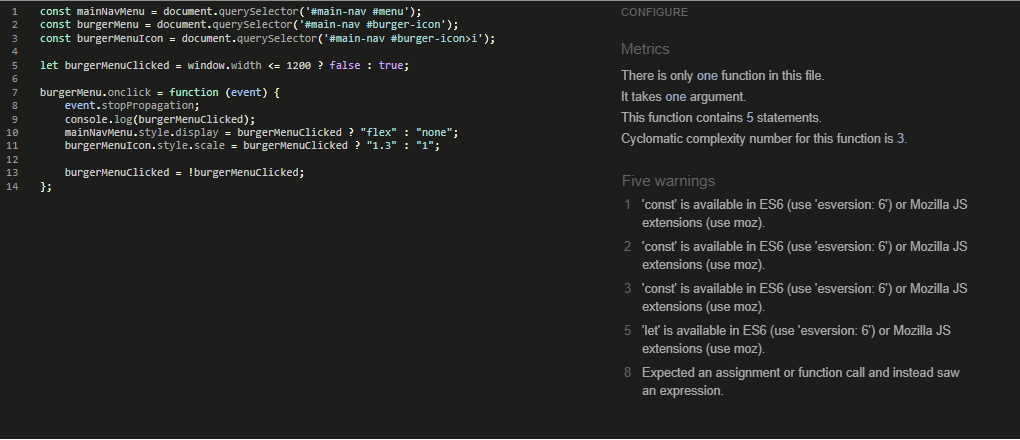 1 const mainNavMenu = document.querySelector('#main-nav #menu');
2 const burgerMenu = document.querySelector('#main-nav #burger-icon');
3 const burgerMenuIcon = document.querySelector('#main-nav #burger-icon>i');
4
5 let burgerMenuClicked = window.width <= 1200 ? false : true;
6
7 burgerMenu.onclick = function (event) {
8     event.stopPropagation;
9     console.log(burgerMenuClicked);
10     mainNavMenu.style.display = burgerMenuClicked ? "flex" : "none";
11     burgerMenuIcon.style.scale = burgerMenuClicked ? "1.3" : "1";
12
13     burgerMenuClicked = !burgerMenuClicked;
14 };
CONFIGURE
Metrics
There is only one function in this file.
It takes one argument.
This function contains 5 statements.
Cyclomatic complexity number for this function is 3.
Five warnings
1 'const' is available in ES6 (use 'esversion: 6') or Mozilla JS
extensions (use moz).
2 'const' is available in ES6 (use 'esversion: 6') or Mozilla JS
extensions (use moz).
3 'const' is available in ES6 (use 'esversion: 6') or Mozilla JS
extensions (use moz).
5 'let' is available in ES6 (use 'esversion: 6') or Mozilla JS
extensions (use moz).
8 Expected an assignment or function call and instead saw
an expression.